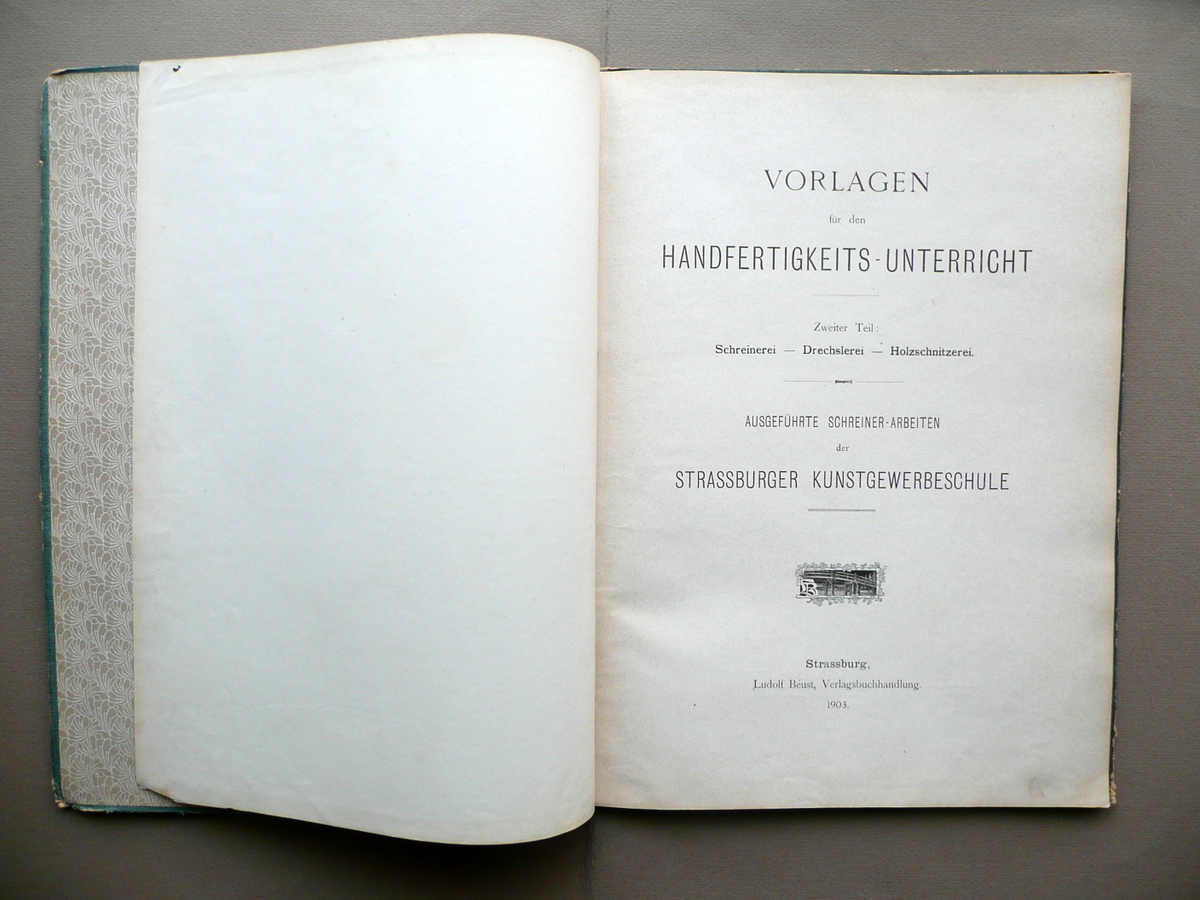 VORLAGEN
für den
HANDFERTIGKEITS-UNTERRICHT
Zweiter Teil:
Schreinerei — Drechslerei — Holzschnitzerei.
AUSGEFÜHRTE SCHREINER-ARBEITEN
der
STRASSBURGER KUNSTGEWERBESCHULE
Strassburg,
Ludolf Beust, Verlagsbuchhandlung.
1903.